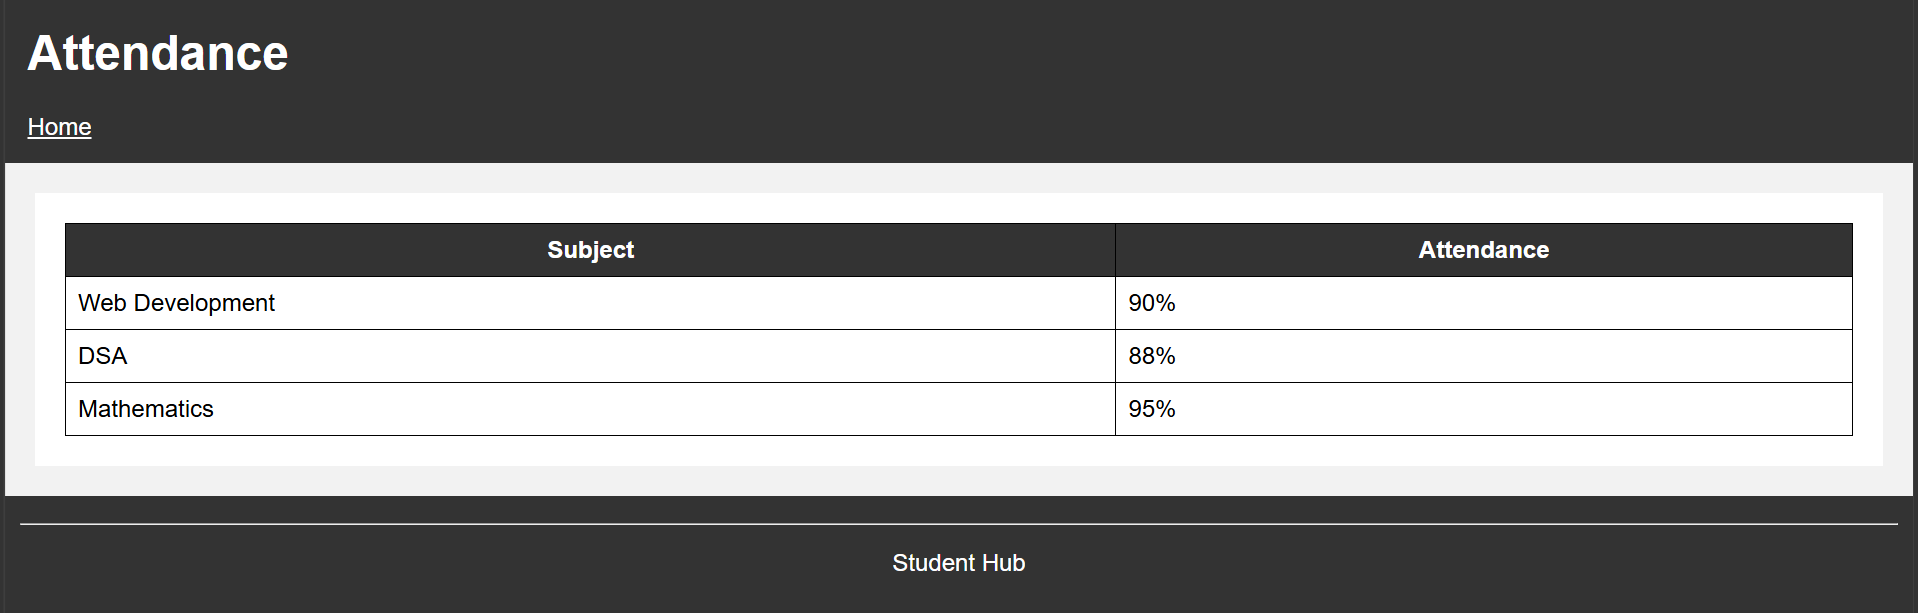 Attendance
Home
Subject Attendance
Web Development 90%
DSA 88%
Mathematics 95%
Student Hub